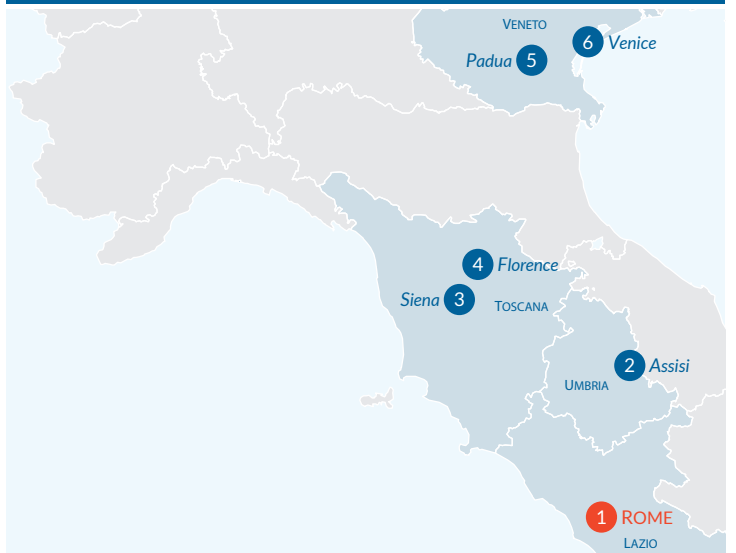 VENETO
6 Venice
Padua 5
4 Florence
Siena 3
TOSCANA
2 Assisi
UMBRIA
1 ROME
LAZIO